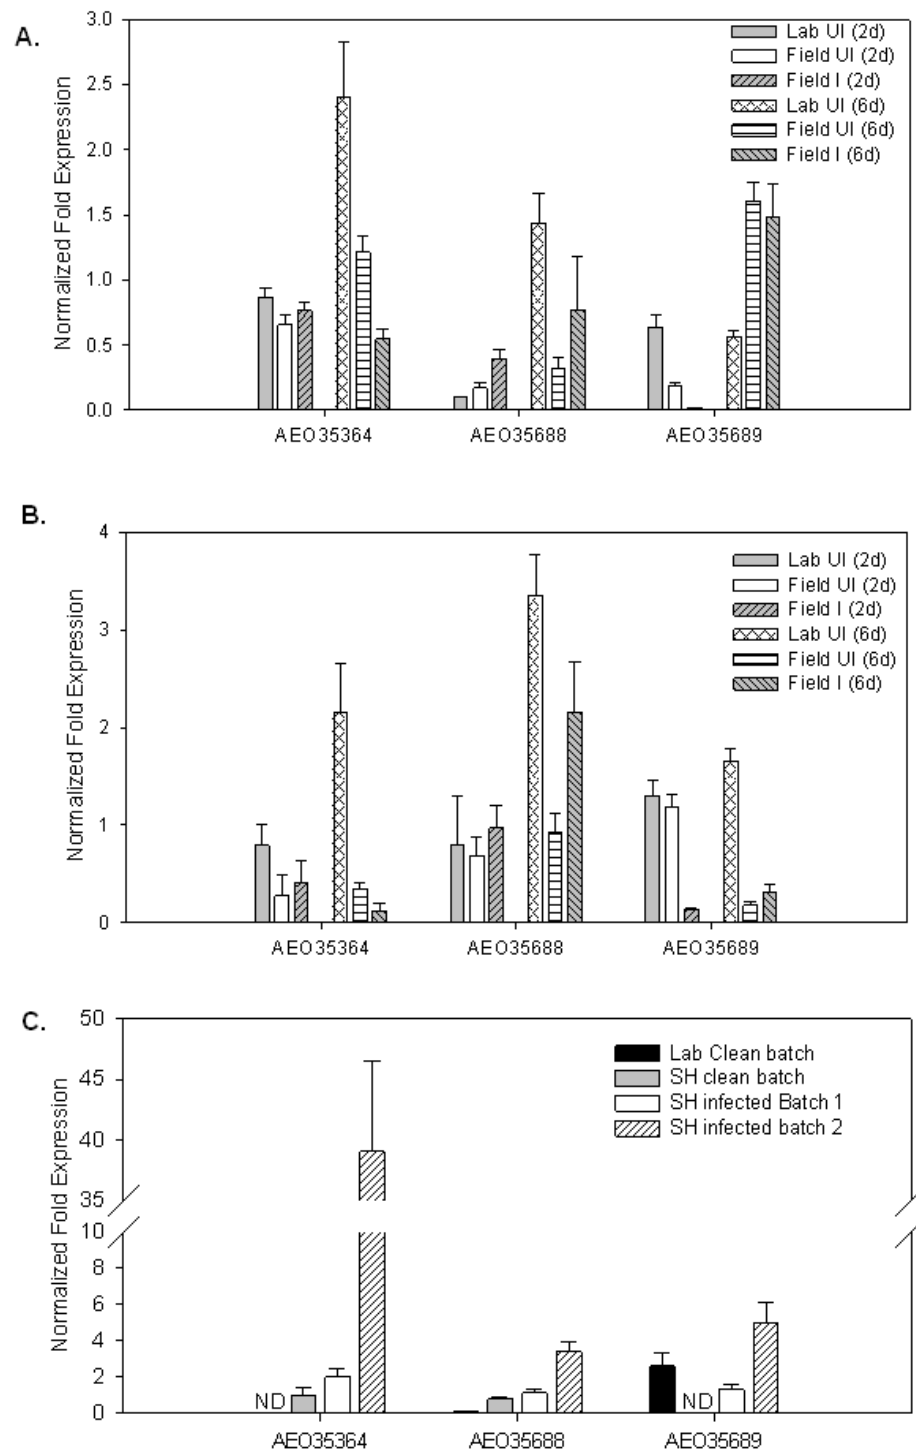 A.
Normalized Fold Expression
3.0
2.5
2.0
1.5
1.0
0.5
0.0
Lab UI (2d)
Field UI (2d)
Field I (2d)
Lab UI (6d)
Field UI (6d)
Field I (6d)
AEO35364 AEO35688 AEO35689
B.
Normalized Fold Expression
4
3
2
1
0
Lab UI (2d)
Field UI (2d)
Field I (2d)
Lab UI (6d)
Field UI (6d)
Field I (6d)
AEO35364 AEO35688 AEO35689
C.
Normalized Fold Expression
50
45
40
35
10
8
6
4
2
0
Lab Clean batch
SH clean batch
SH infected Batch 1
SH infected batch 2
ND ND
AEO35364 AEO35688 AEO35689